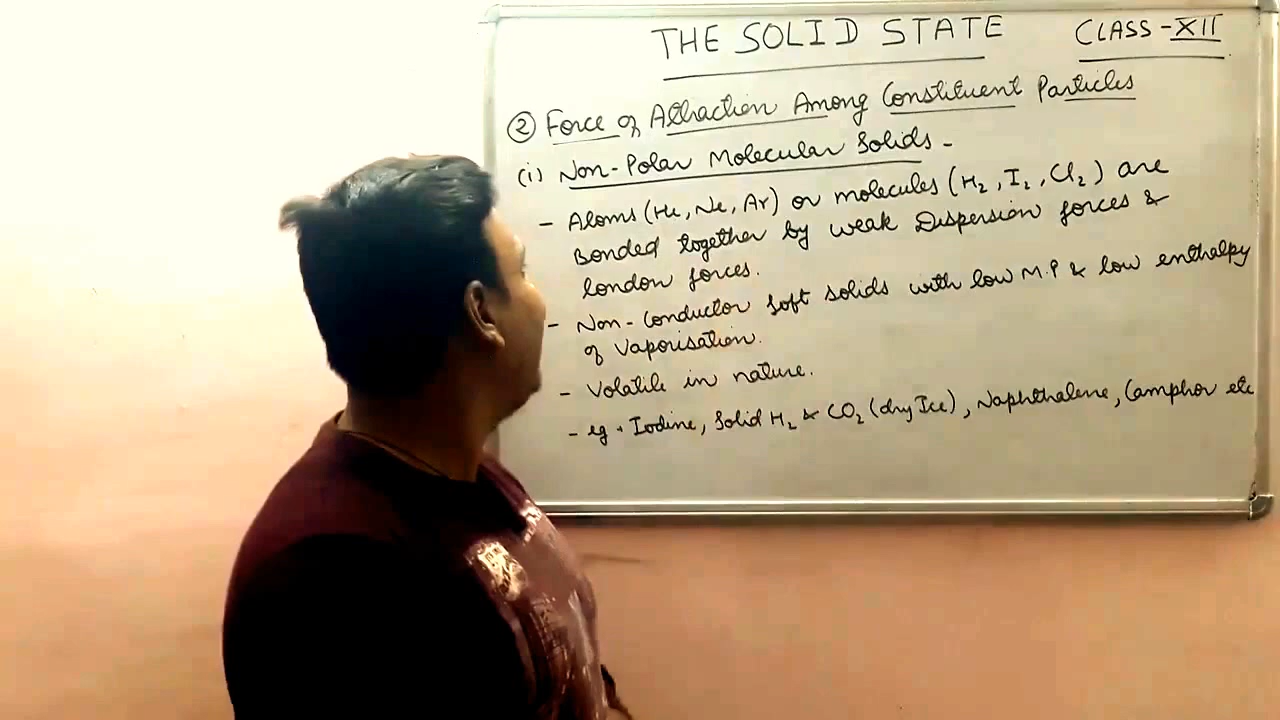 THE SOLID STATE CLASS-XII
② Force of Attraction Among Constituent Particles
(i) Non-Polar Molecular Solids -
- Atoms (He, Ne, Ar) or molecules (H₂, I₂, Cl₂) are
Bonded together by weak Dispersion forces &
london forces.
- Non-Conductor soft solids with low M.P & low enthalpy
of Vaporisation.
- Volatile in nature.
- eg. Iodine, Solid H₂ & CO₂ (dry Ice), Naphthalene, Camphor etc